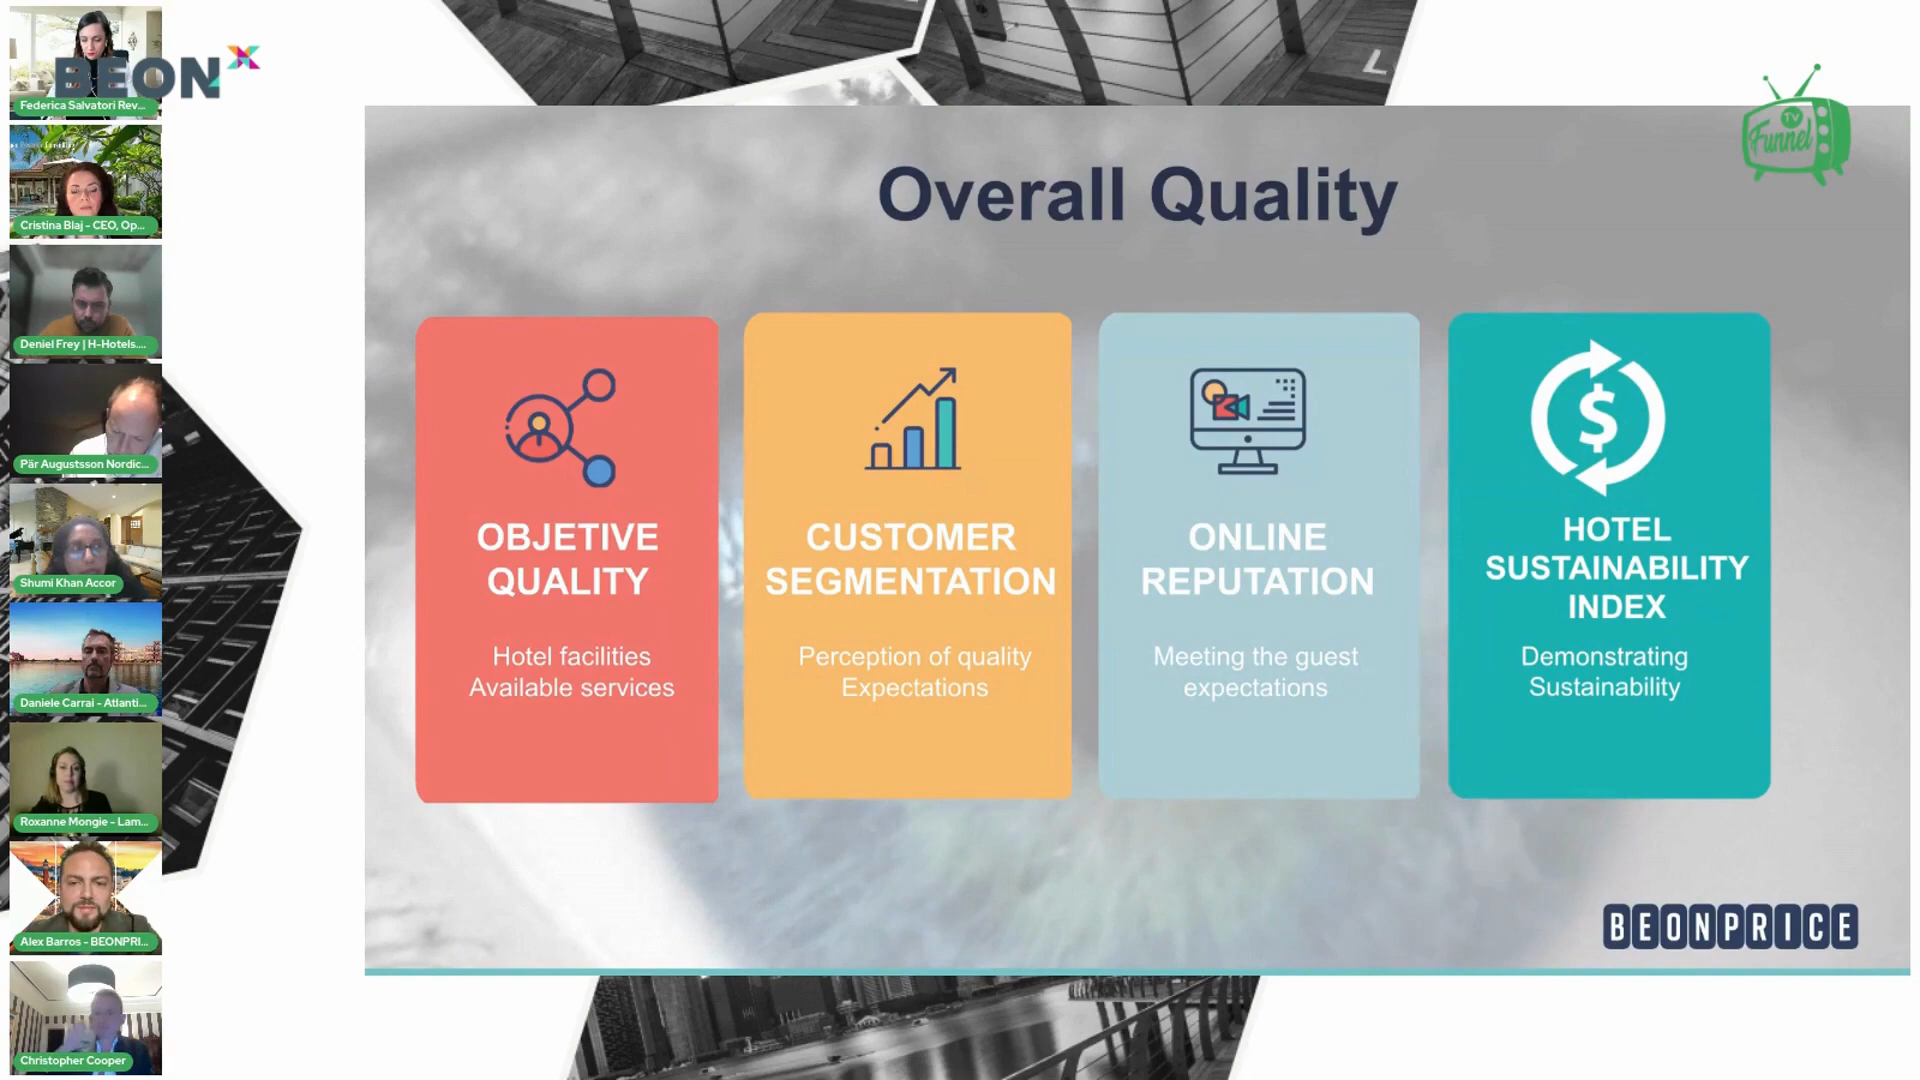 BEON
Federica Salvatori Rev...
Cristina Blaj - CEO, Op...
Deniel Frey | H-Hotels....
Pär Augustsson Nordic...
Shumi Khan Accor
Daniele Carrai - Atlanti...
Roxanne Mongie - Lam...
Alex Barros - BEONPRI...
Christopher Cooper
TV
Funnel
Overall Quality
OBJETIVE
QUALITY
Hotel facilities
Available services
CUSTOMER
SEGMENTATION
Perception of quality
Expectations
ONLINE
REPUTATION
Meeting the guest
expectations
$
HOTEL
SUSTAINABILITY
INDEX
Demonstrating
Sustainability
BEONPRICE